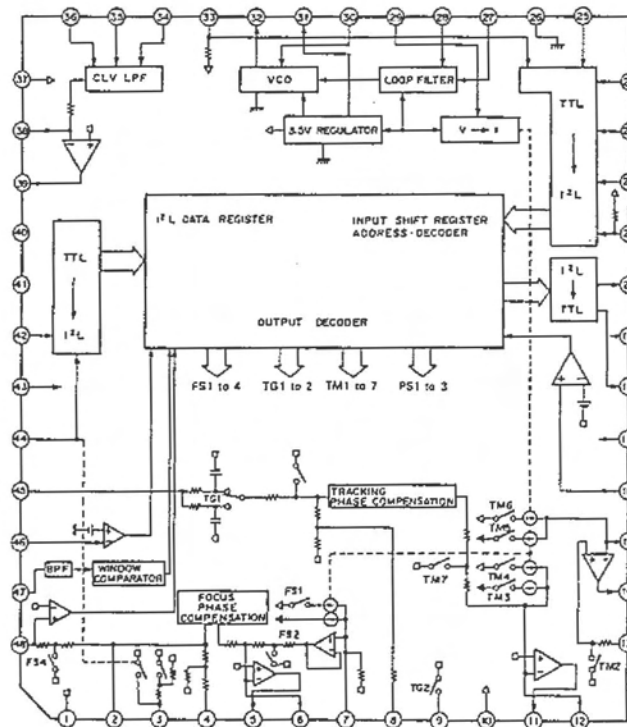 36 35 34 33 32 31 30 29 28 27 26 25
37
CLV LPF
VCO
LOOP FILTER
TTL
38
3.5V REGULATOR
V → I
I²L
39
I²L DATA REGISTER
INPUT SHIFT REGISTER
ADDRESS·DECODER
40
TTL
I²L
41
I²L
TTL
42
OUTPUT DECODER
43
FS1 to 4
TG1 to 2
TM1 to 7
PS1 to 3
44
45
TG1
TRACKING
PHASE COMPENSATION
TM6
TM5
46
47
BPF
WINDOW
COMPARATOR
TM7
TM4
TM3
FOCUS
PHASE
COMPENSATION
FS1
48
FS2
FS4
TG2
TM2
1 2 3 4 5 6 7 8 9 10 11 12